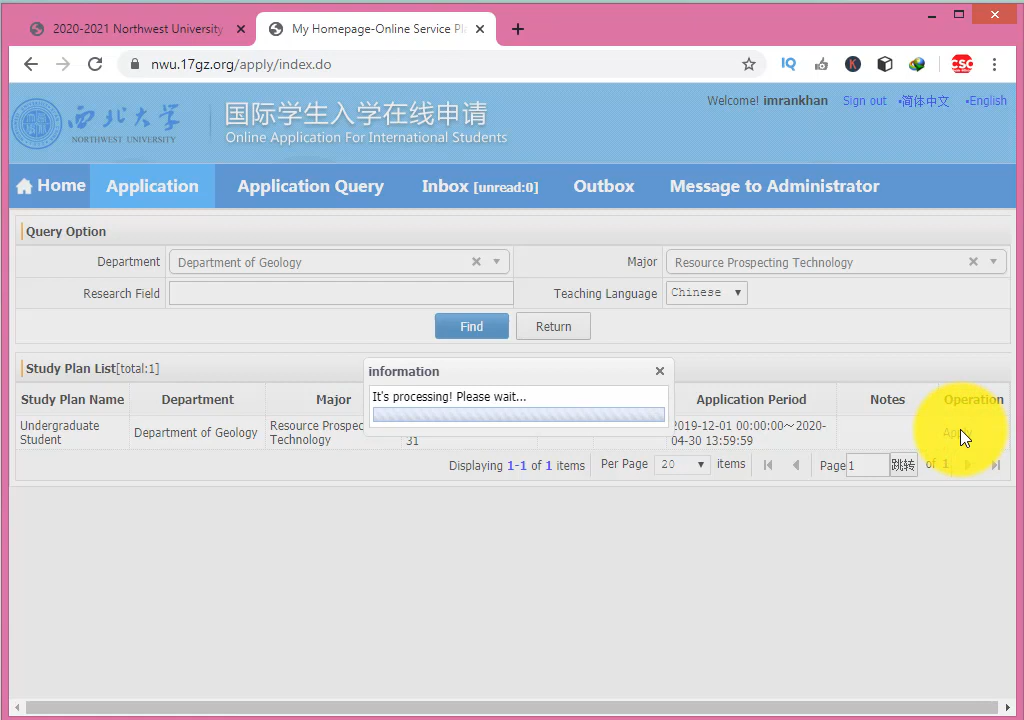 2020-2021 Northwest University
My Homepage-Online Service Pl
nwu.17gz.org/apply/index.do
IQ
K
CSC
西北大学
NORTHWEST UNIVERSITY
国际学生入学在线申请
Online Application For International Students
Welcome! imrankhan Sign out •简体中文 •English
Home Application Application Query Inbox [unread:0] Outbox Message to Administrator
Query Option
Department Department of Geology Major Resource Prospecting Technology
Research Field Teaching Language Chinese
Find Return
Study Plan List[total:1]
information
It's processing! Please wait...
Study Plan Name Department Major Application Period Notes Operation
Undergraduate Student Department of Geology Resource Prospec Technology 31 2019-12-01 00:00:00～2020-04-30 13:59:59 Apply
Displaying 1-1 of 1 items Per Page 20 items Page 1 跳转 of 1